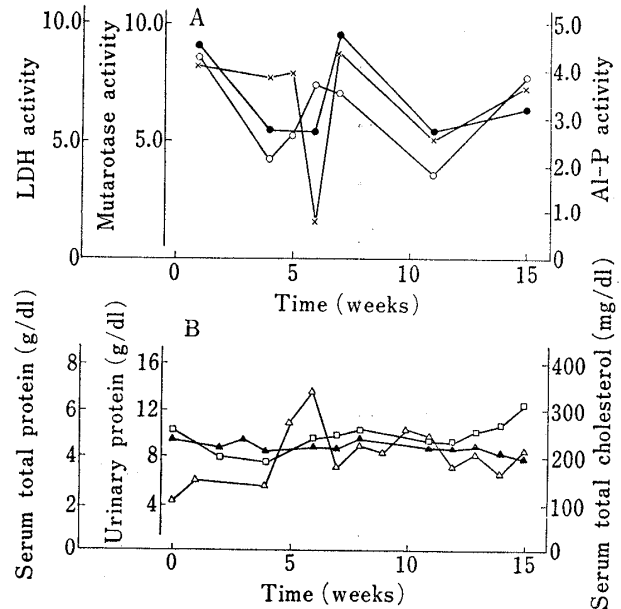 A
LDH activity
10.0
5.0
0
Mutarotase activity
10.0
5.0
Al-P activity
5.0
4.0
3.0
2.0
1.0
0
0 5 10 15
Time (weeks)
B
Serum total protein (g/dl)
8
6
4
2
0
Urinary protein (g/dl)
16
12
8
4
Serum total cholesterol (mg/dl)
400
300
200
100
0
0 5 10 15
Time (weeks)